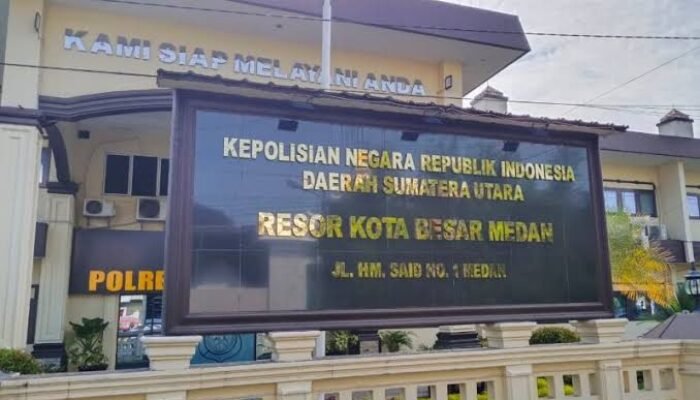 KAMI SIAP MELAYANI ANDA
KEPOLISIAN NEGARA REPUBLIK INDONESIA
DAERAH SUMATERA UTARA
RESOR KOTA BESAR MEDAN
JL. HM. SAID NO. 1 MEDAN
POLRE